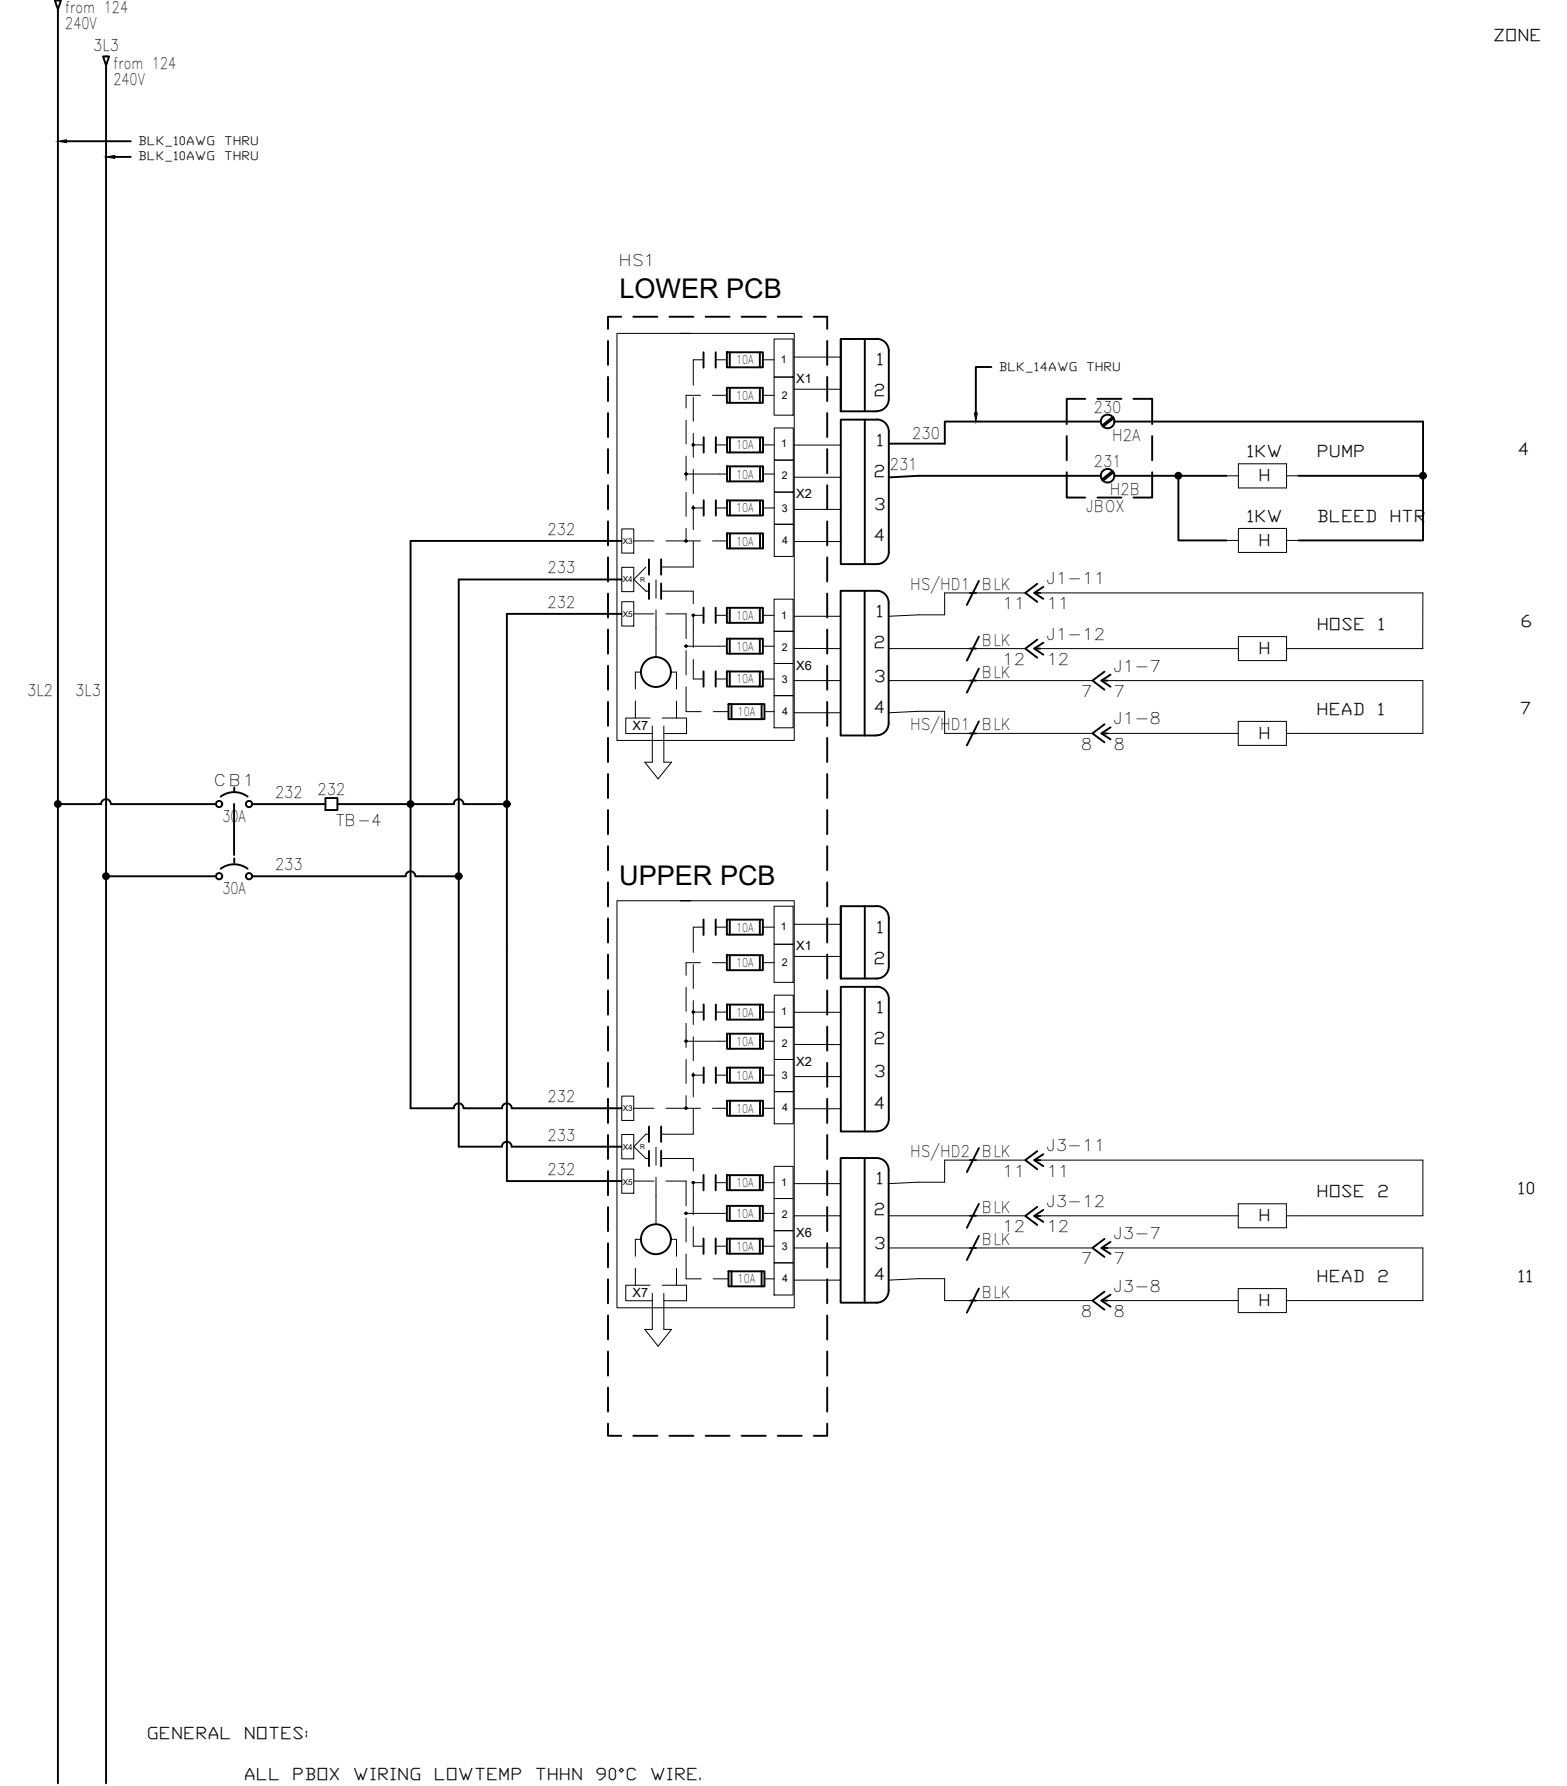 from 124
240V
ZONE
3L3
from 124
240V
BLK_10AWG THRU
BLK_10AWG THRU
HS1
LOWER PCB
10A 1 1
X1
10A 2 2
BLK_14AWG THRU
230
H2A
10A 1 1 230
1KW PUMP 4
10A 2 2 231 231 H
H2B
X2
JBOX
10A 3 3
1KW BLEED HTR
232 X3 10A 4 4 H
233 X4 R
HS/HD1 BLK J1-11
11 11
232 X5 10A 1 1
HOSE 1 6
BLK J1-12
10A 2 2 H
12 12
X6
BLK J1-7
10A 3 3
7 7
3L2 3L3
HEAD 1 7
10A 4 4
HS/HD1 BLK J1-8
X7
H
8 8
CB1
232 232
30A
TB-4
233
30A
UPPER PCB
10A 1 1
X1
10A 2 2
10A 1 1
10A 2 2
X2
10A 3 3
232 X3 10A 4 4
233 X4 R
HS/HD2 BLK J3-11
11 11
232 X5 10A 1 1
HOSE 2 10
BLK J3-12
10A 2 2 H
12 12
X6
BLK J3-7
10A 3 3
7 7
HEAD 2 11
10A 4 4
X7
BLK J3-8
H
8 8
GENERAL NOTES:
ALL PBOX WIRING LOWTEMP THHN 90°C WIRE.